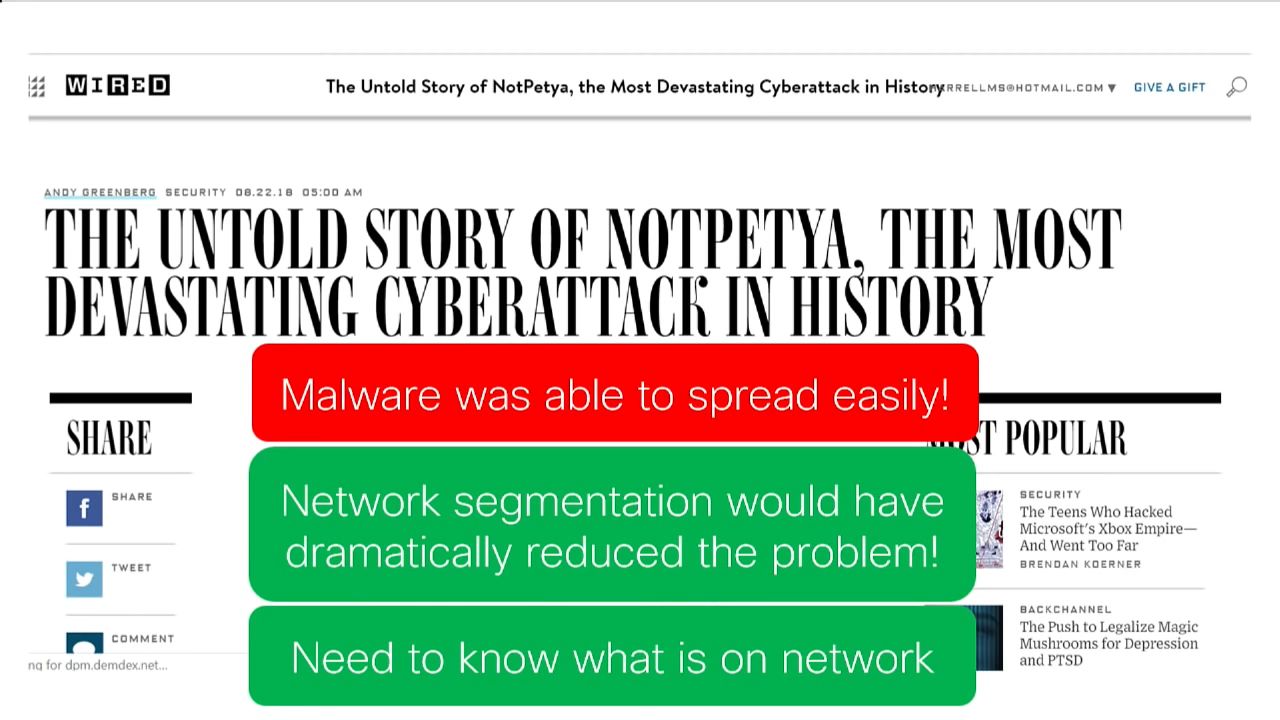 WIRED
The Untold Story of NotPetya, the Most Devastating Cyberattack in History
GIVE A GIFT
ANDY GREENBERG SECURITY 08.22.18 05:00 AM
THE UNTOLD STORY OF NOTPETYA, THE MOST
DEVASTATING CYBERATTACK IN HISTORY
Malware was able to spread easily!
Network segmentation would have
dramatically reduced the problem!
Need to know what is on network
SHARE
SHARE
TWEET
COMMENT
for dpm.demdex.net...
POPULAR
SECURITY
The Teens Who Hacked
Microsoft's Xbox Empire—
And Went Too Far
BRENDAN KOERNER
BACKCHANNEL
The Push to Legalize Magic
Mushrooms for Depression
and PTSD